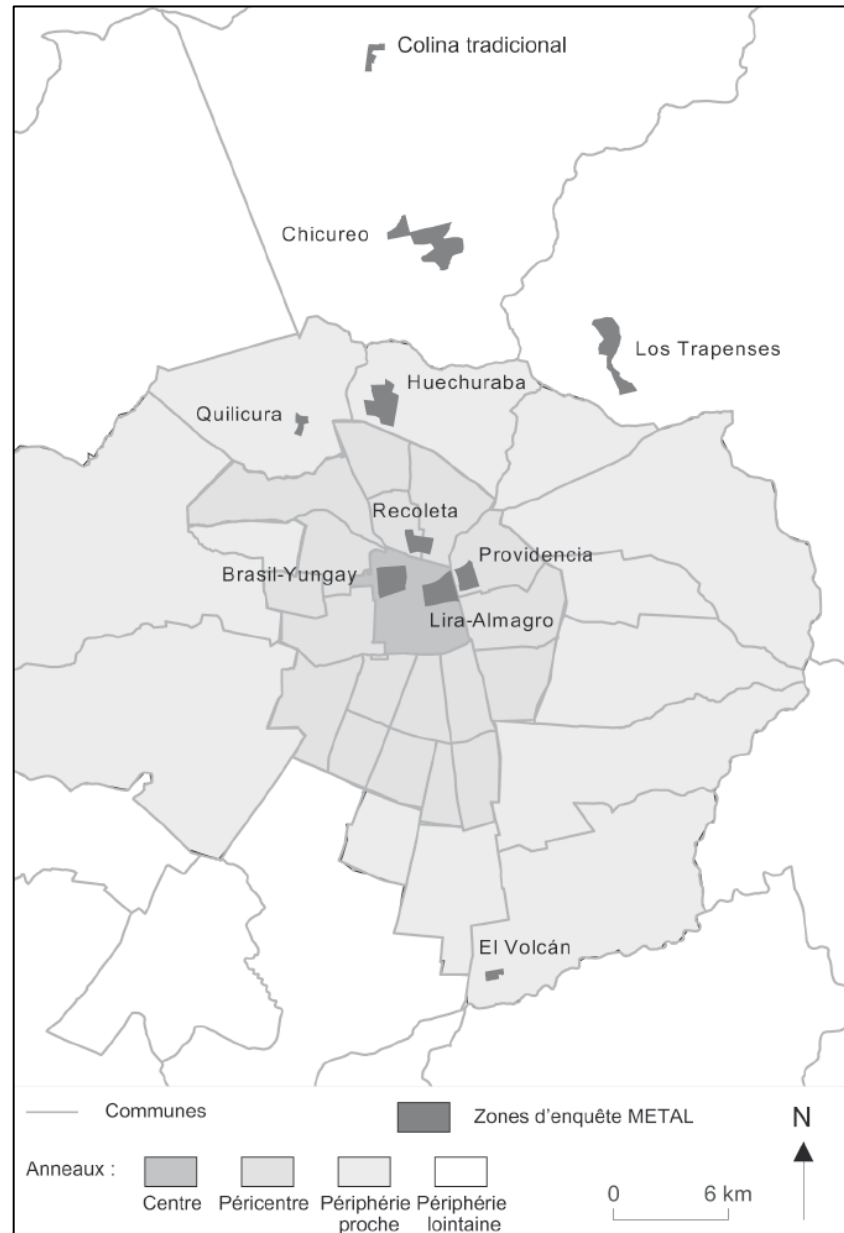 Colina tradicional
Chicureo
Los Trapenses
Huechuraba
Quilicura
Recoleta
Providencia
Brasil-Yungay
Lira-Almagro
El Volcán
Communes
Zones d'enquête METAL
N
Anneaux :
Centre
Péricentre
Périphérie proche
Périphérie lointaine
0 6 km